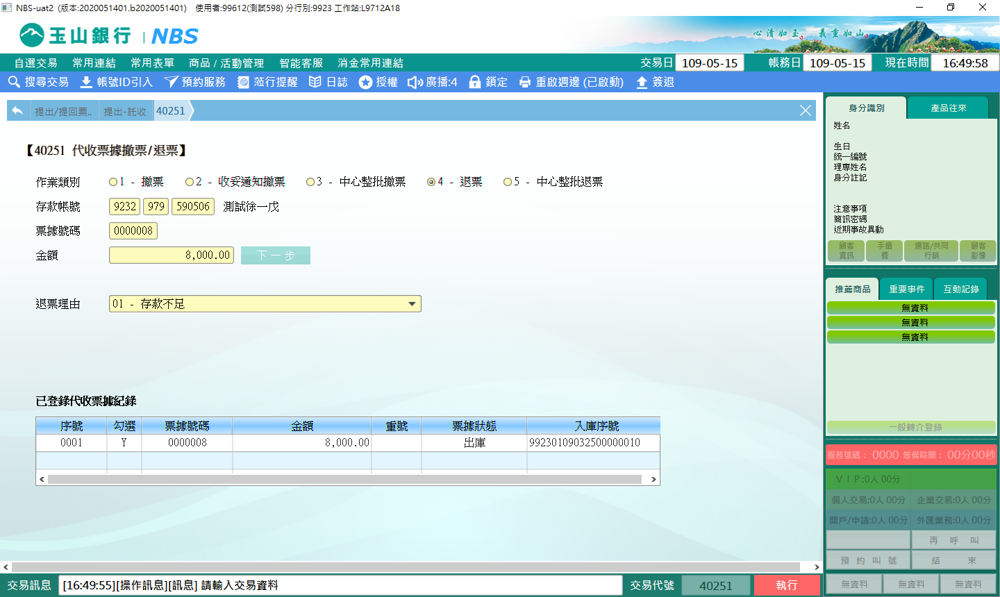 NBS-uat2 (版本:2020051401.b2020051401) 使用者:99612(測試598) 分行別:9923 工作站:L9712A18
玉山銀行 | NBS
心清如玉 義重如山
自選交易 常用連結 常用表單 商品 / 活動管理 智能客服 消金常用連結 交易日 109-05-15 帳務日 109-05-15 現在時間 16:49:58
搜尋交易 帳號ID引入 預約服務 蒞行提醒 日誌 授權 廣播:4 鎖定 重啟週邊 (已啟動) 簽退
提出/提回票.. 提出-託收 40251
【40251 代收票據撤票/退票】
作業類別 1 - 撤票 2 - 收妥通知撤票 3 - 中心整批撤票 4 - 退票 5 - 中心整批退票
存款帳號 9232 979 590506 測試徐一戊
票據號碼 0000008
金額 8,000.00 下一步
退票理由 01 - 存款不足
已登錄代收票據紀錄
序號 勾選 票據號碼 金額 重號 票據狀態 入庫序號
0001 Y 0000008 8,000.00 出庫 99230109032500000010
交易訊息 [16:49:55][操作訊息][訊息] 請輸入交易資料 交易代號 40251 執行
身分識別 產品往來
姓名
生日
統一編號
理專姓名
身分註記
注意事項
簡訊密碼
近期事故異動
顧客資訊 手續費 通路/共同行銷 顧客影像
推薦商品 重要事件 互動記錄
無資料
無資料
無資料
一般轉介登錄
服務號碼： 0000 等候時間： 00分00秒
ＶＩＰ:0人 00分
個人交易:0人 00分 企業交易:0人 00分
開戶/申請:0人 00分 外匯業務:0人 00分
再 呼 叫
預 約 叫 號 結 束
無資料 無資料 無資料